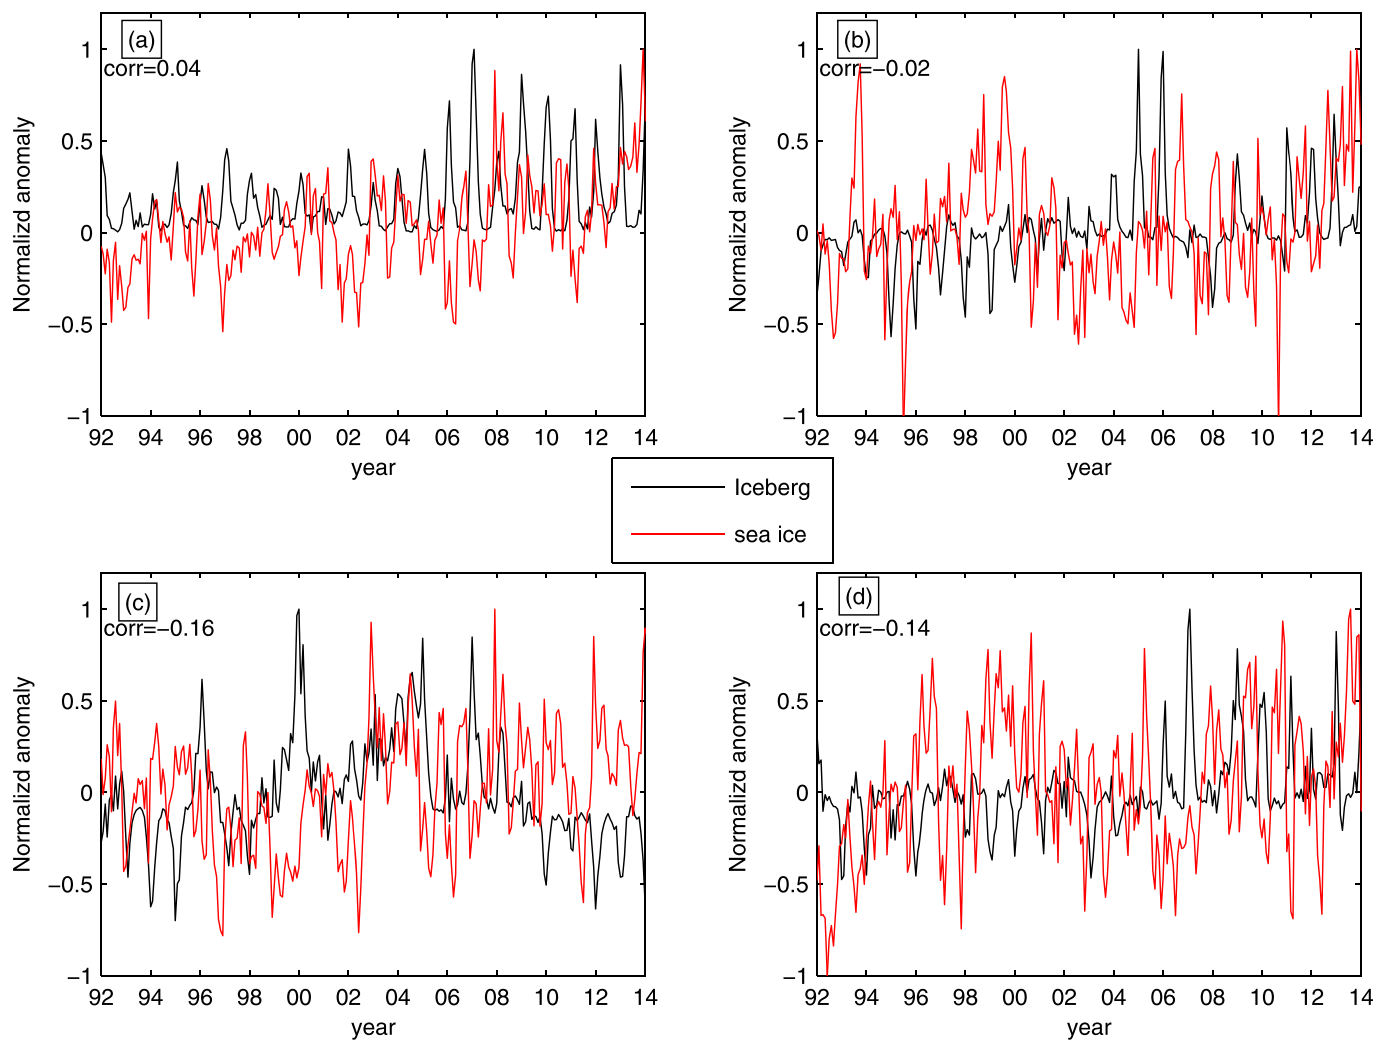 (a)
corr=0.04
Normalizd anomaly
1
0.5
0
−0.5
−1
92 94 96 98 00 02 04 06 08 10 12 14
year
(b)
corr=−0.02
Normalizd anomaly
1
0.5
0
−0.5
−1
92 94 96 98 00 02 04 06 08 10 12 14
year
Iceberg
sea ice
(c)
corr=−0.16
Normalizd anomaly
1
0.5
0
−0.5
−1
92 94 96 98 00 02 04 06 08 10 12 14
year
(d)
corr=−0.14
Normalizd anomaly
1
0.5
0
−0.5
−1
92 94 96 98 00 02 04 06 08 10 12 14
year